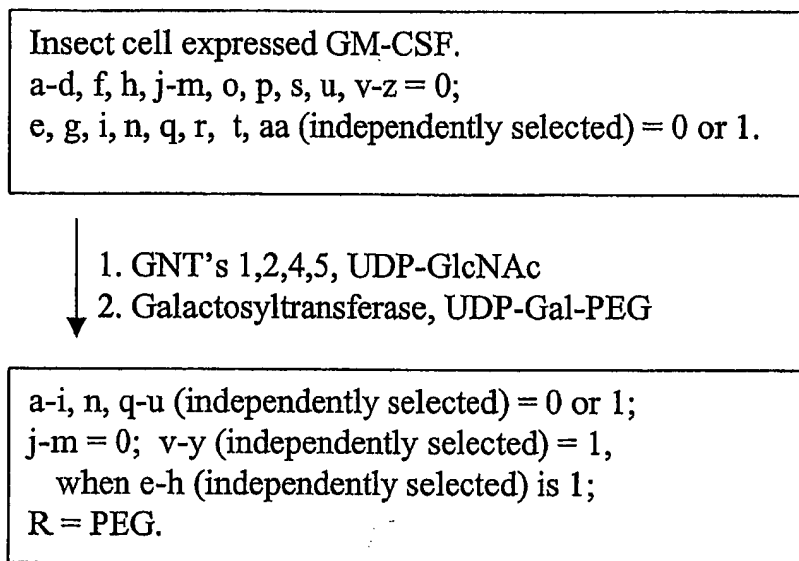 Insect cell expressed GM-CSF.
a-d, f, h, j-m, o, p, s, u, v-z = 0;
e, g, i, n, q, r, t, aa (independently selected) = 0 or 1.
1. GNT's 1,2,4,5, UDP-GlcNAc
2. Galactosyltransferase, UDP-Gal-PEG
a-i, n, q-u (independently selected) = 0 or 1;
j-m = 0; v-y (independently selected) = 1,
when e-h (independently selected) is 1;
R = PEG.